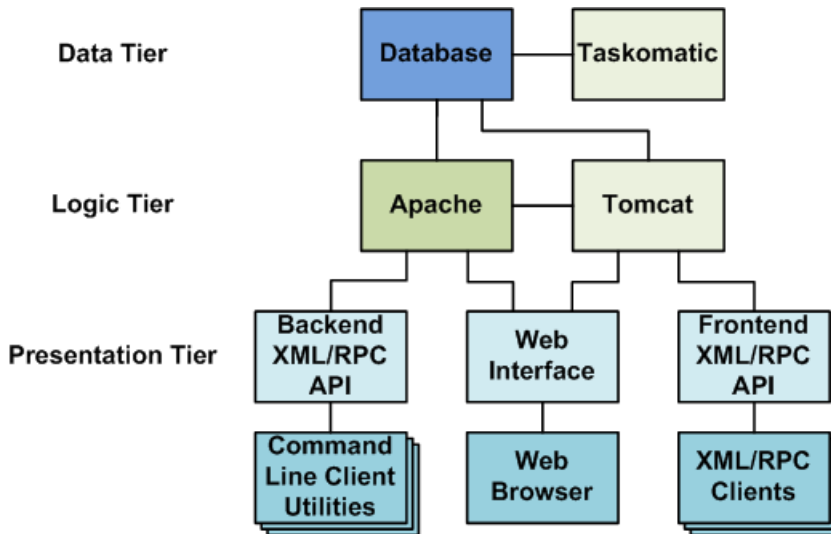 Data Tier
Database
Taskomatic
Logic Tier
Apache
Tomcat
Presentation Tier
Backend
XML/RPC
API
Web
Interface
Frontend
XML/RPC
API
Command
Line Client
Utilities
Web
Browser
XML/RPC
Clients